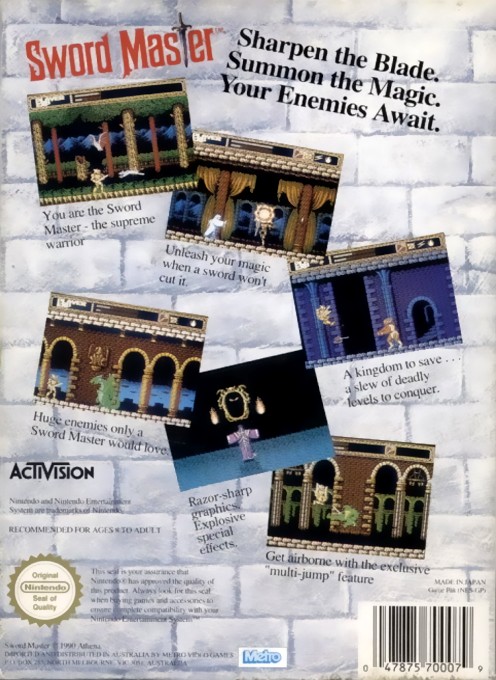 Sword Master™
Sharpen the Blade.
Summon the Magic.
Your Enemies Await.
You are the Sword
Master - the supreme
warrior
Unleash your magic
when a sword won't
cut it.
A kingdom to save . . .
a slew of deadly
levels to conquer.
Huge enemies only a
Sword Master would love.
Razor-sharp
graphics.
Explosive
special
effects.
Get airborne with the exclusive
"multi-jump" feature
ACTIVISION
Nintendo and Nintendo Entertainment
System are trademarks of Nintendo.
RECOMMENDED FOR AGES 8 TO ADULT
Original
Nintendo
Seal of
Quality
This seal is your assurance that
Nintendo® has approved the quality of
this product. Always look for this seal
when buying games and accessories to
ensure complete compatibility with your
Nintendo Entertainment System.
MADE IN JAPAN
Game Pak (NES-GP)
Sword Master © 1990 Athena
IMPORTED AND DISTRIBUTED IN AUSTRALIA BY METRO VIDEO GAMES
NORTH MELBOURNE, VIC. AUSTRALIA
Metro
0 47875 70007 9